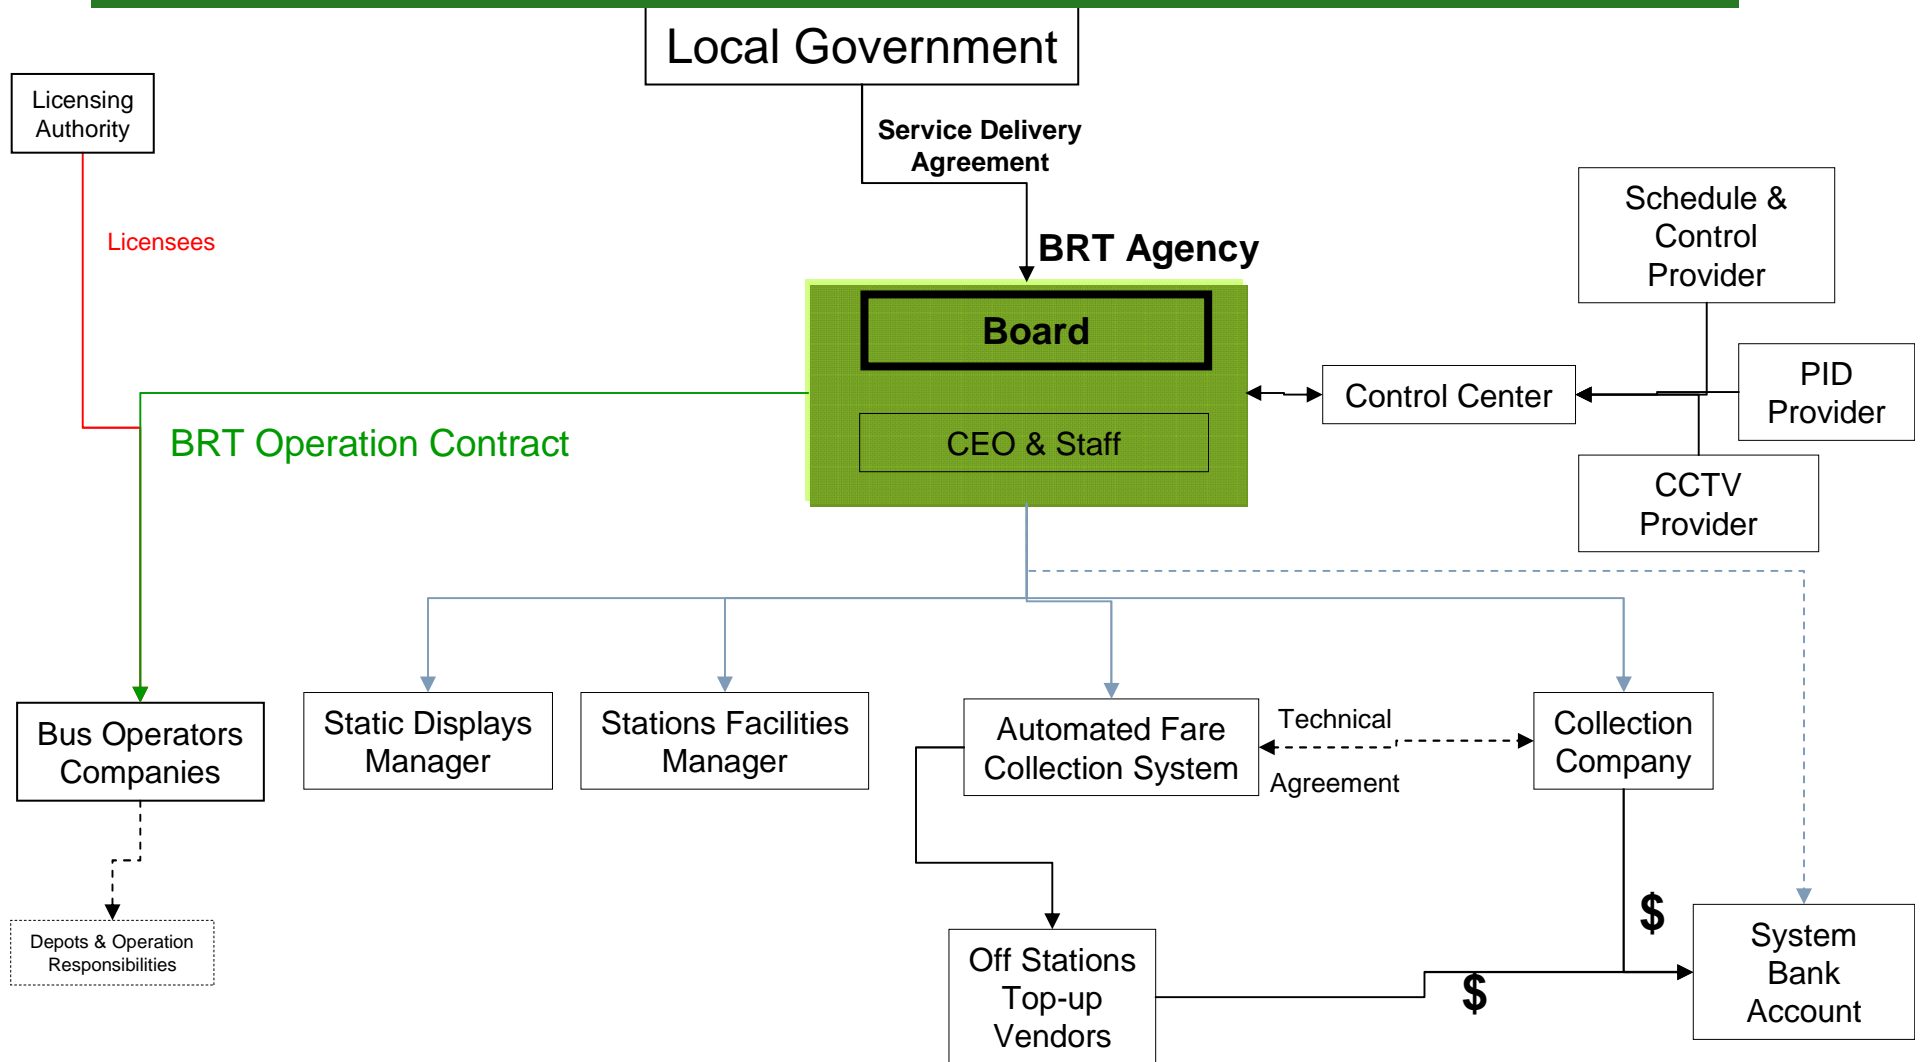 Local Government
Licensing
Authority
Service Delivery
Agreement
Schedule &
Control
Provider
Licensees
BRT Agency
Board
PID
Provider
Control Center
BRT Operation Contract
CEO & Staff
CCTV
Provider
Bus Operators
Companies
Static Displays
Manager
Stations Facilities
Manager
Automated Fare
Collection System
Technical
Agreement
Collection
Company
Depots & Operation
Responsibilities
Off Stations
Top-up
Vendors
$
$
System
Bank
Account